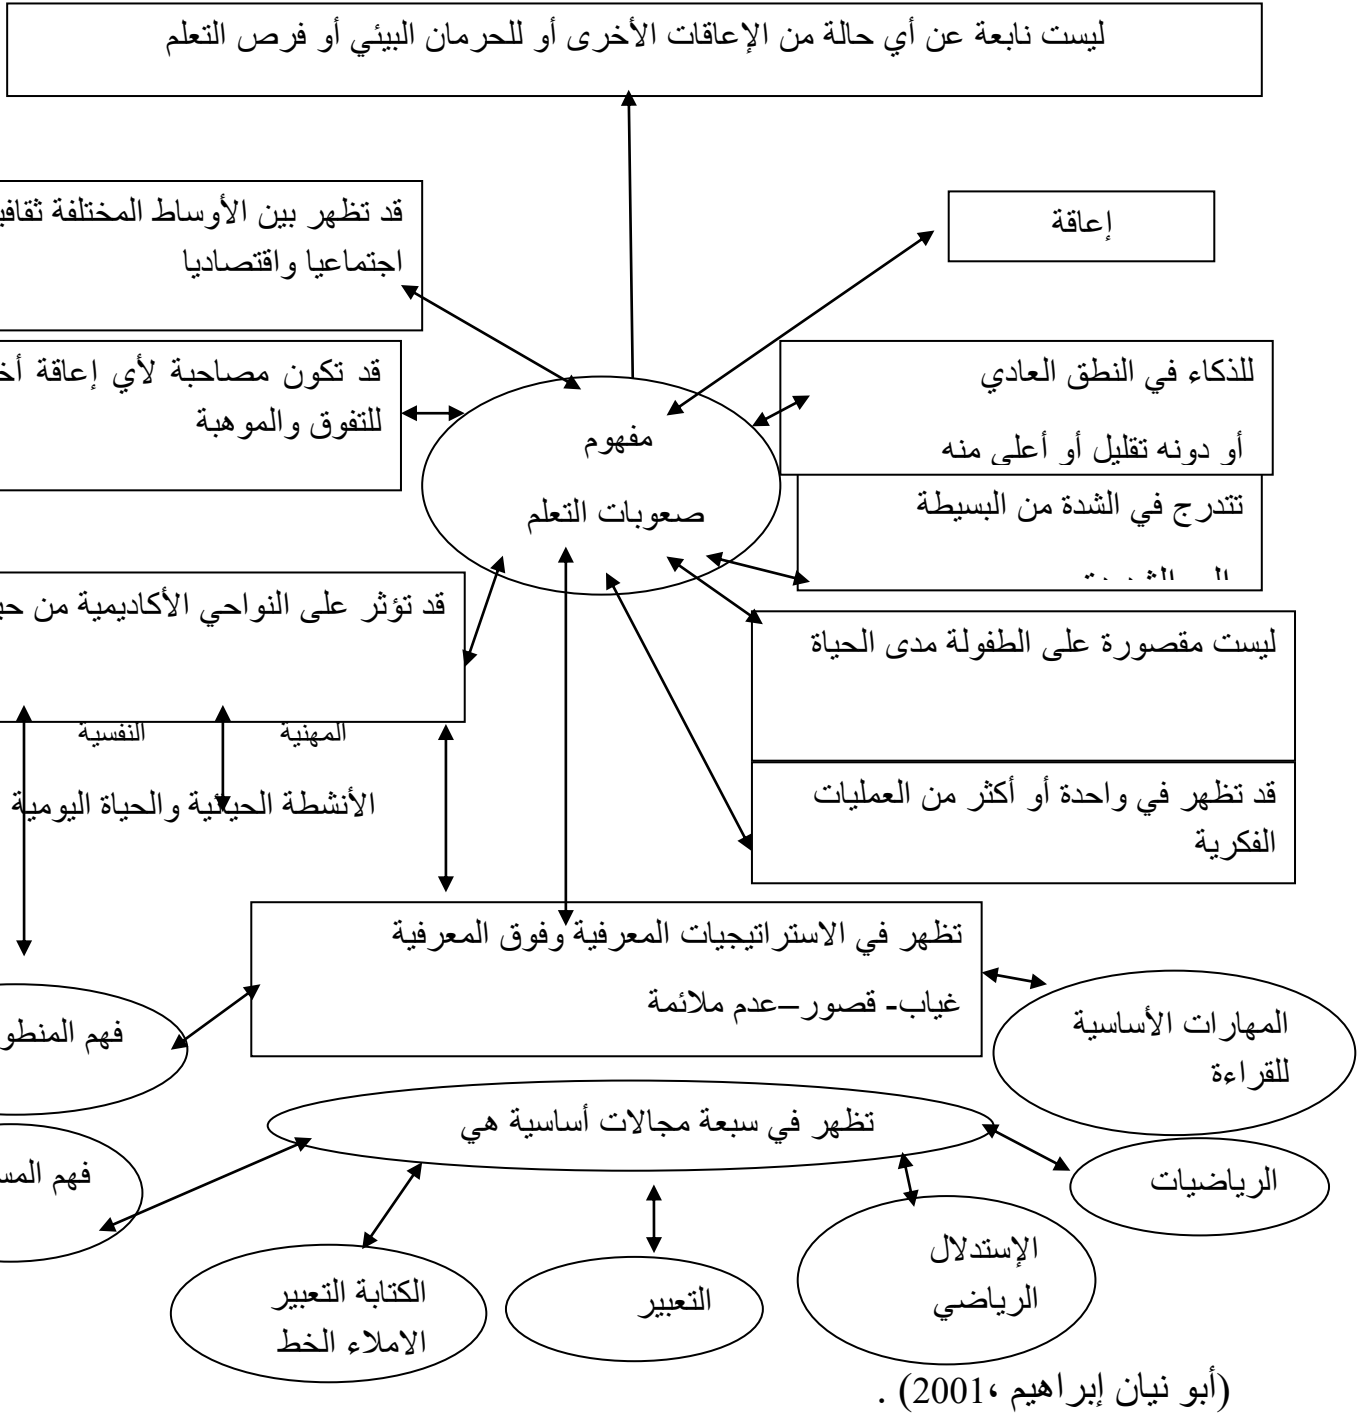 ليست نابعة عن أي حالة من الإعاقات الأخرى أو للحرمان البيئي أو فرص التعلم
إعاقة
قد تظهر بين الأوساط المختلفة
اجتماعيا واقتصاديا
للذكاء في النطق العادي
أو دونه تقليل أو أعلى منه
قد تكون مصاحبة لأي إعاقة
للتفوق والموهبة
مفهوم
صعوبات التعلم
تتدرج في الشدة من البسيطة
قد تؤثر على النواحي الأكاديمية من
ليست مقصورة على الطفولة مدى الحياة
المهنية
النفسية
الأنشطة الحياتية والحياة اليومية
قد تظهر في واحدة أو أكثر من العمليات
الفكرية
تظهر في الاستراتيجيات المعرفية وفوق المعرفية
غياب- قصور–عدم ملائمة
المهارات الأساسية
للقراءة
فهم
تظهر في سبعة مجالات أساسية هي
الرياضيات
فهم
الإستدلال
الرياضي
التعبير
الكتابة التعبير
الاملاء الخط
(أبو نيان إبراهيم ،2001) .